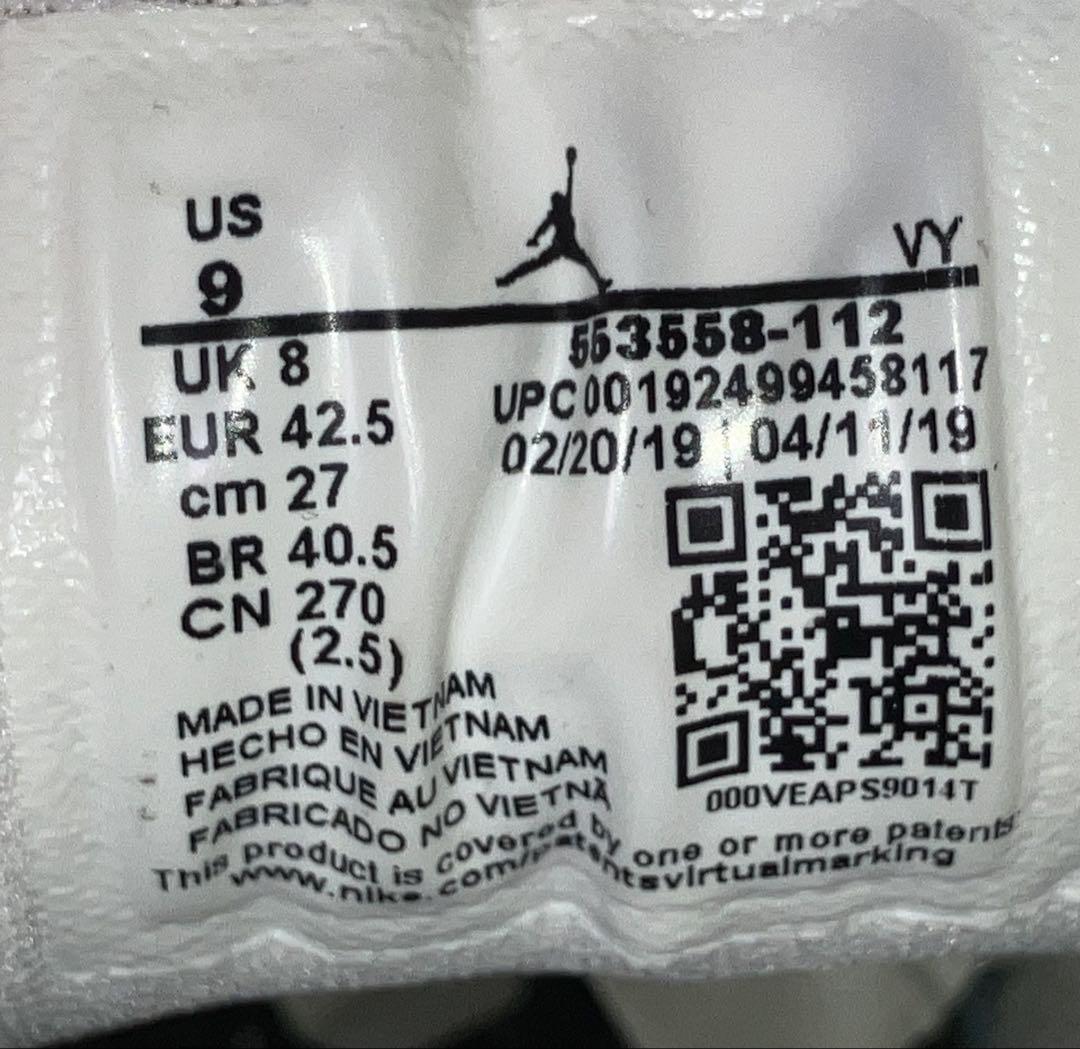 US
9
VY
UK 8
EUR 42.5
cm 27
BR 40.5
CN 270
(2.5)
553558-112
UPC00192499458117
02/20/19 | 04/11/19
000VEAPS9014T
MADE IN VIETNAM
HECHO EN VIETNAM
FABRIQUE AU VIETNAM
FABRICADO NO VIETNÃ
This product is covered by one or more patents
www.nike.com/patentsvirtualmarking